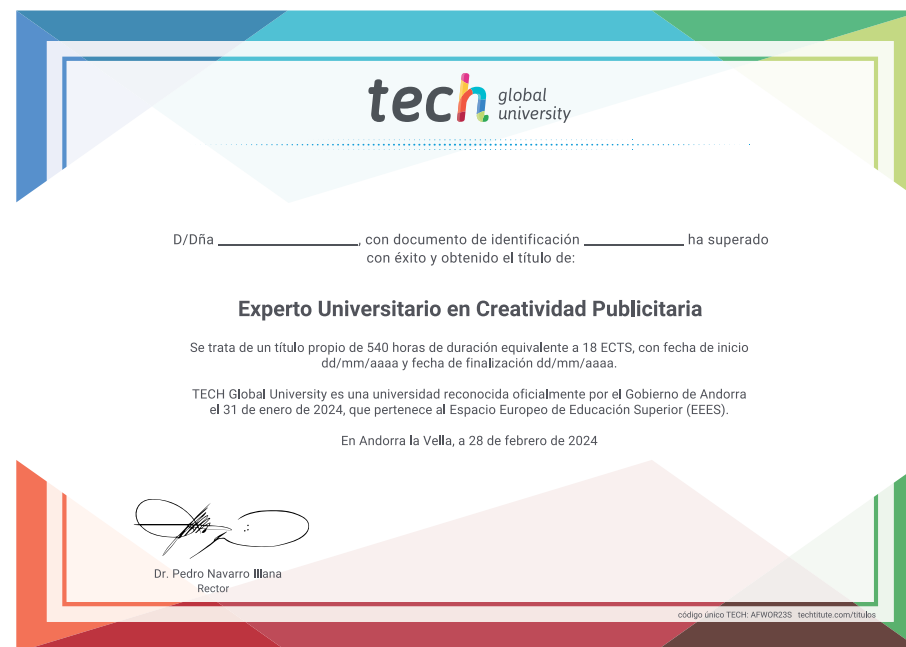 tech global university
D/Dña ______________, con documento de identificación __________ ha superado
con éxito y obtenido el título de:
Experto Universitario en Creatividad Publicitaria
Se trata de un título propio de 540 horas de duración equivalente a 18 ECTS, con fecha de inicio
dd/mm/aaaa y fecha de finalización dd/mm/aaaa.
TECH Global University es una universidad reconocida oficialmente por el Gobierno de Andorra
el 31 de enero de 2024, que pertenece al Espacio Europeo de Educación Superior (EEES).
En Andorra la Vella, a 28 de febrero de 2024
Dr. Pedro Navarro Illana
Rector
código único TECH: AFWOR23S techtitute.com/titulos